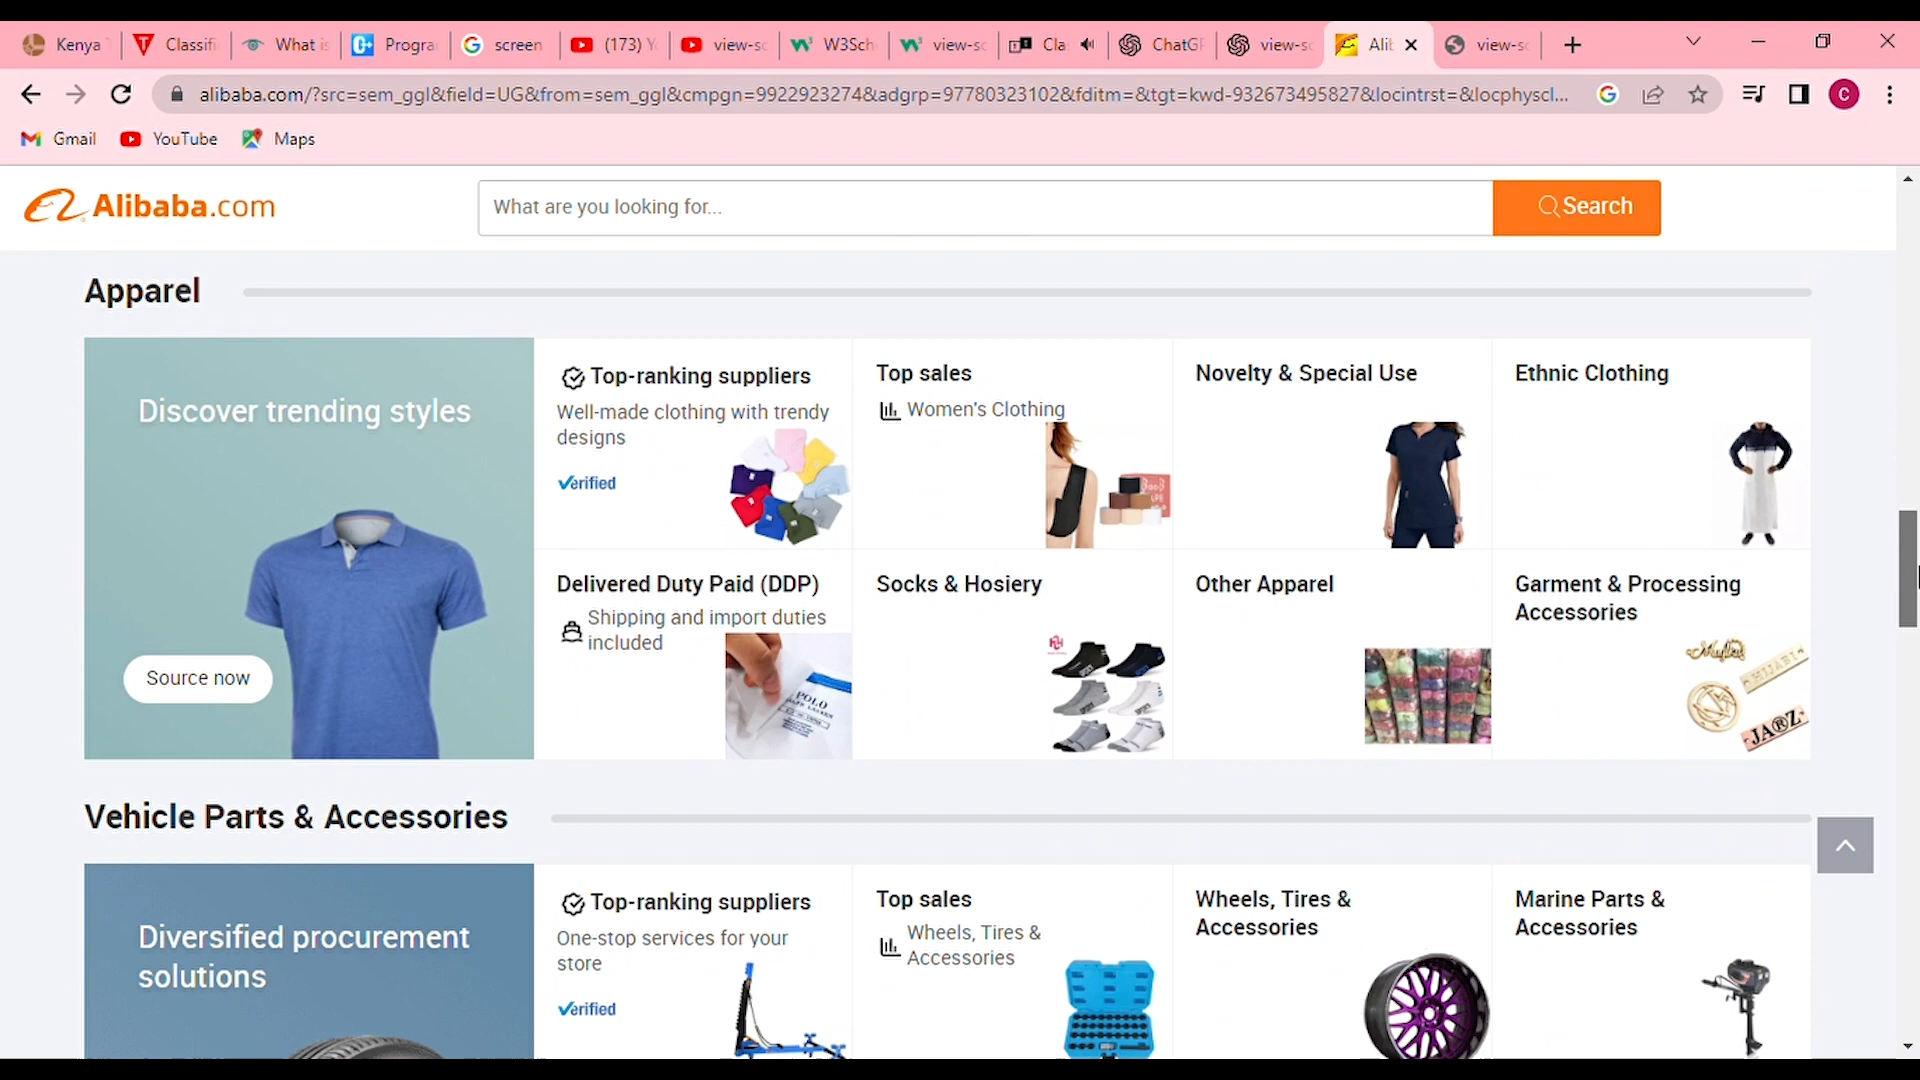 Kenya
Classifi
What is
Progra
screen
(173) Y
view-sc
W3Sch
view-sc
Cla
ChatGP
view-sc
Alib
view-sc
alibaba.com/?src=sem_ggl&field=UG&from=sem_ggl&cmpgn=9922923274&adgrp=97780323102&fditm=&tgt=kwd-932673495827&locintrst=&locphyscl...
C
Gmail
YouTube
Maps
Alibaba.com
What are you looking for...
Search
Apparel
Discover trending styles
Source now
Top-ranking suppliers
Well-made clothing with trendy
designs
Verified
Top sales
Women's Clothing
Novelty & Special Use
Ethnic Clothing
Delivered Duty Paid (DDP)
Shipping and import duties
included
POLO
Socks & Hosiery
Other Apparel
Garment & Processing
Accessories
HIJABI
JA®Z
Vehicle Parts & Accessories
Diversified procurement
solutions
Top-ranking suppliers
One-stop services for your
store
Verified
Top sales
Wheels, Tires &
Accessories
Wheels, Tires &
Accessories
Marine Parts &
Accessories